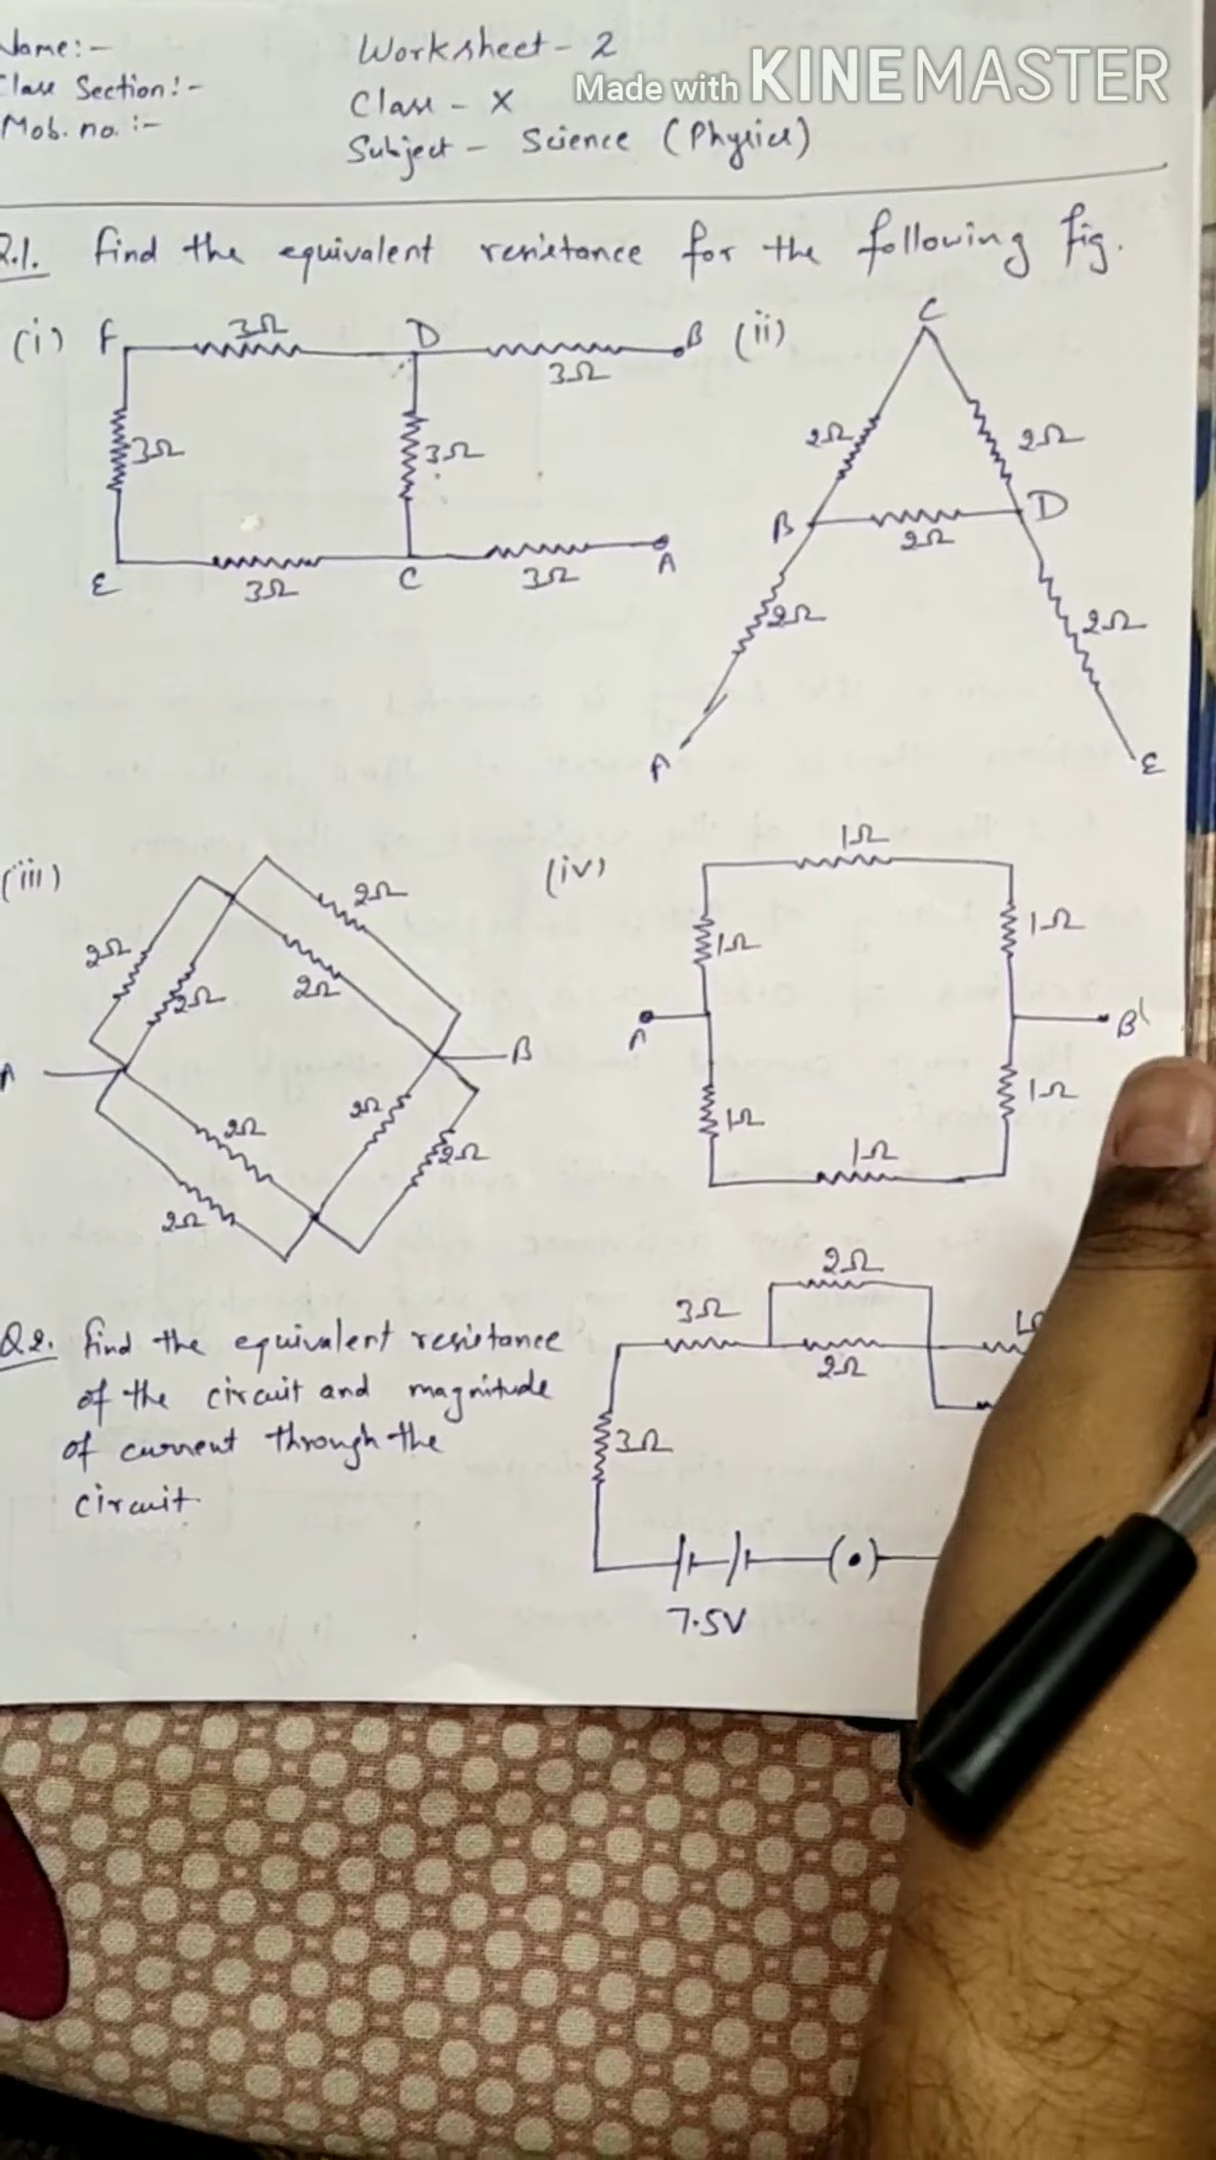 Name:-
Class Section:-
Mob. no. :-
Worksheet - 2
Class - X
Subject - Science (Physics)
Made with KINEMASTER
Q.1. find the equivalent resistance for the following fig.
(i) F 3Ω D B
3Ω
3Ω
3Ω
E 3Ω C 3Ω A
(ii) C
2Ω 2Ω
B 2Ω D
2Ω 2Ω
A E
(iii)
2Ω
2Ω
2Ω 2Ω
A B
2Ω 2Ω
2Ω 2Ω
(iv) 1Ω
1Ω 1Ω
A B
1Ω 1Ω
1Ω
Q2. find the equivalent resistance
of the circuit and magnitude
of current through the
circuit.
2Ω
3Ω
2Ω
3Ω
7.5V